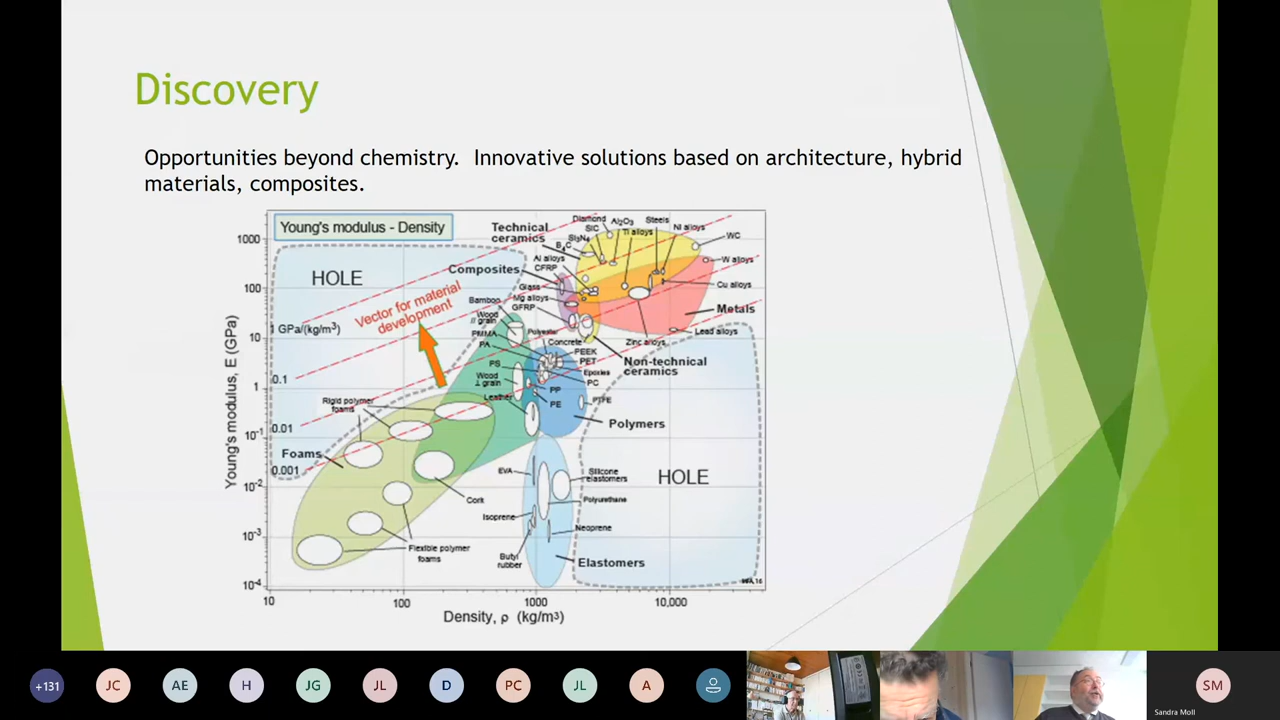 Discovery
Opportunities beyond chemistry. Innovative solutions based on architecture, hybrid
materials, composites.
Young's modulus - Density
HOLE
Vector for material
development
Technical
ceramics
Diamond
SiC
Al₂O₃
Si₃N₄
B₄C
Ti alloys
Steels
Ni alloys
WC
W alloys
Al alloys
CFRP
Composites
Glass
Mg alloys
GFRP
Cu alloys
Metals
Lead alloys
Zinc alloys
Bamboo
Wood
// grain
PMMA
PA
Polyester
Concrete
PEEK
PET
Epoxies
PC
Non-technical
ceramics
PS
Wood
⊥ grain
PP
PE
PTFE
Leather
Polymers
Rigid polymer
foams
Foams
1 GPa/(kg/m³)
0.1
0.01
0.001
Cork
EVA
Silicone
elastomers
Polyurethane
Isoprene
Neoprene
Flexible polymer
foams
Butyl
rubber
Elastomers
HOLE
Young's modulus, E (GPa)
1000
100
10
1
10⁻¹
10⁻²
10⁻³
10⁻⁴
10
100
1000
10,000
Density, ρ (kg/m³)
+131
JC
AE
H
JG
JL
D
PC
JL
A
SM
Sandra Moll